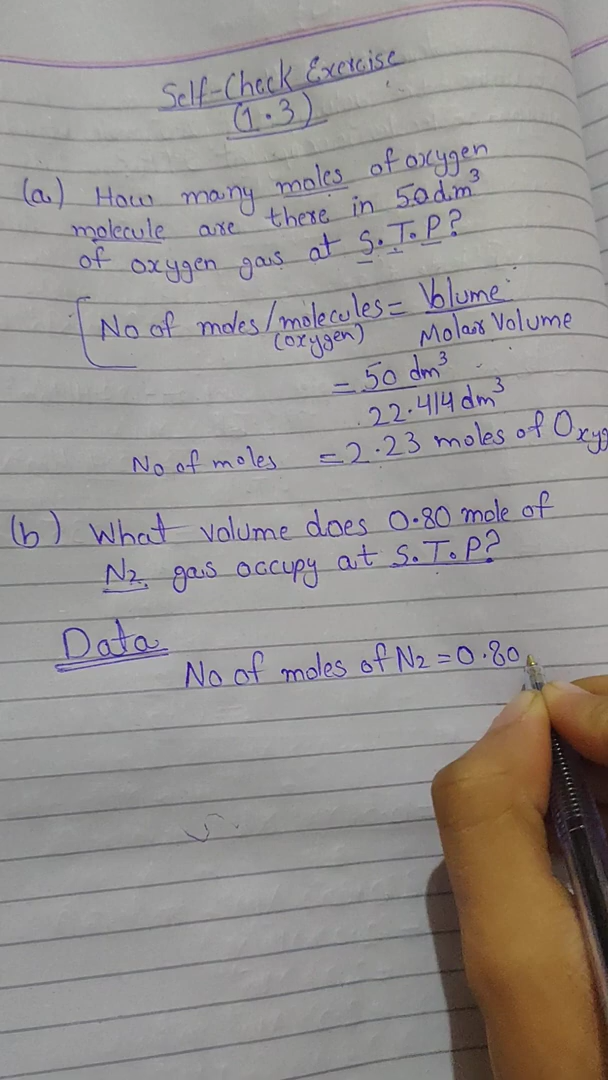 Self-Check Exercise
(1.3)
(a) How many moles of oxygen
molecule are there in 50dm³
of oxygen gas at S.T.P?
No of moles/molecules = Volume
(oxygen) Molar Volume
= 50 dm³
22.414 dm³
No of moles = 2.23 moles of Oxyg
(b) What volume does 0.80 mole of
N2 gas occupy at S.T.P?
Data
No of moles of N2 = 0.80